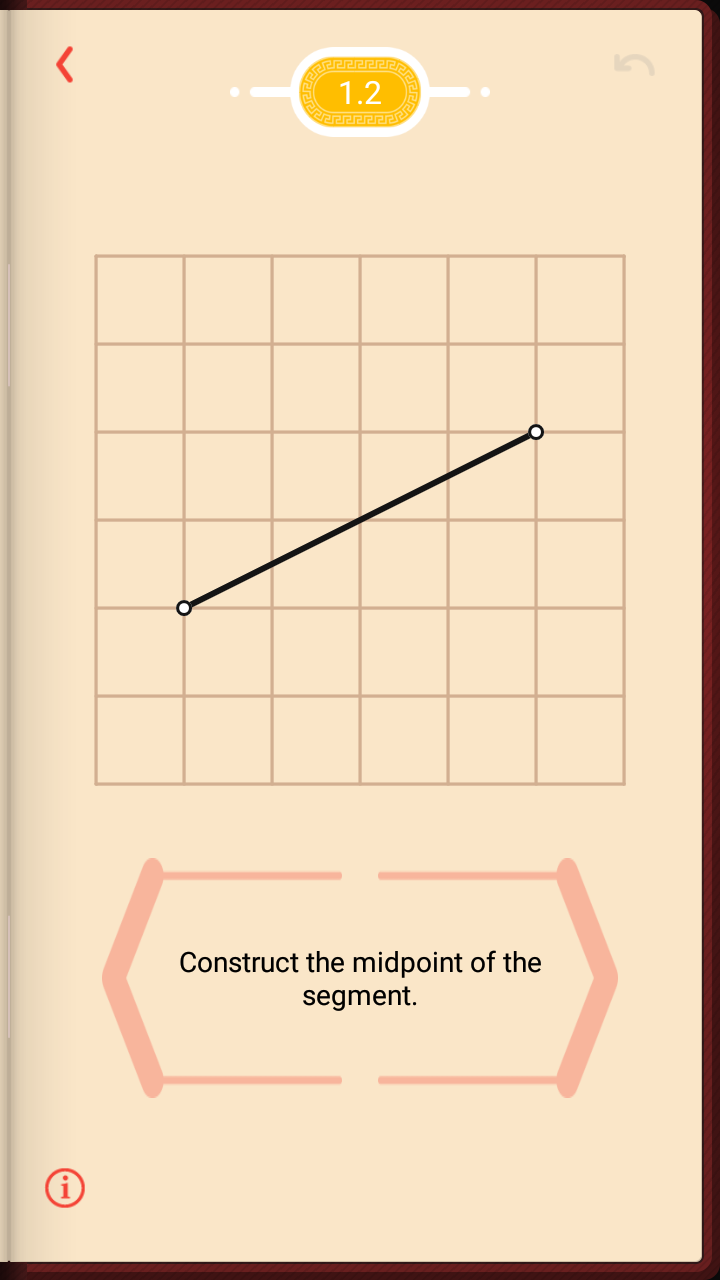 1.2
Construct the midpoint of the
segment.
i